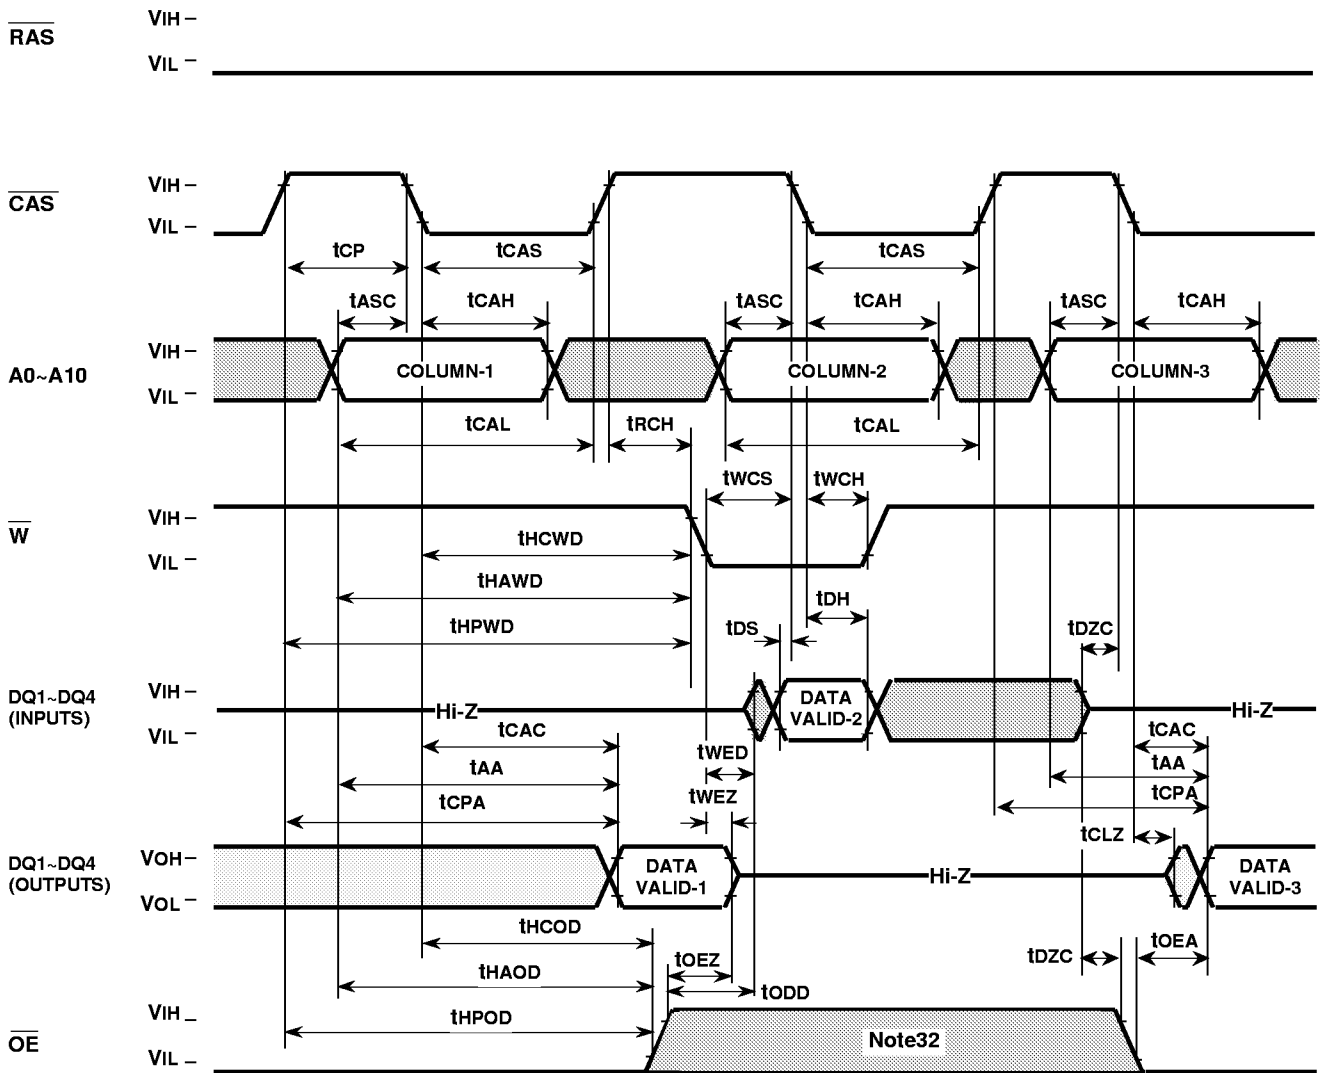 RAS
VIH
VIL
CAS
VIH
VIL
tCP
tCAS
tCAS
tASC
tCAH
tASC
tCAH
tASC
tCAH
A0~A10
VIH
VIL
COLUMN-1
COLUMN-2
COLUMN-3
tCAL
tRCH
tCAL
tWCS
tWCH
W
VIH
VIL
tHCWD
tHAWD
tHPWD
tDS
tDH
tDZC
DQ1~DQ4
(INPUTS)
VIH
VIL
Hi-Z
DATA
VALID-2
Hi-Z
tCAC
tAA
tCPA
tWED
tWEZ
tCAC
tAA
tCPA
tCLZ
DQ1~DQ4
(OUTPUTS)
VOH
VOL
DATA
VALID-1
Hi-Z
DATA
VALID-3
tHCOD
tHAOD
tHPOD
tOEZ
tODD
tDZC
tOEA
OE
VIH
VIL
Note32